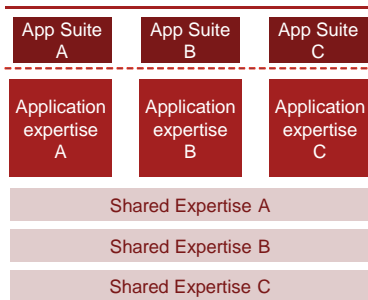 App Suite
A
App Suite
B
App Suite
C
Application
expertise
A
Application
expertise
B
Application
expertise
C
Shared Expertise A
Shared Expertise B
Shared Expertise C